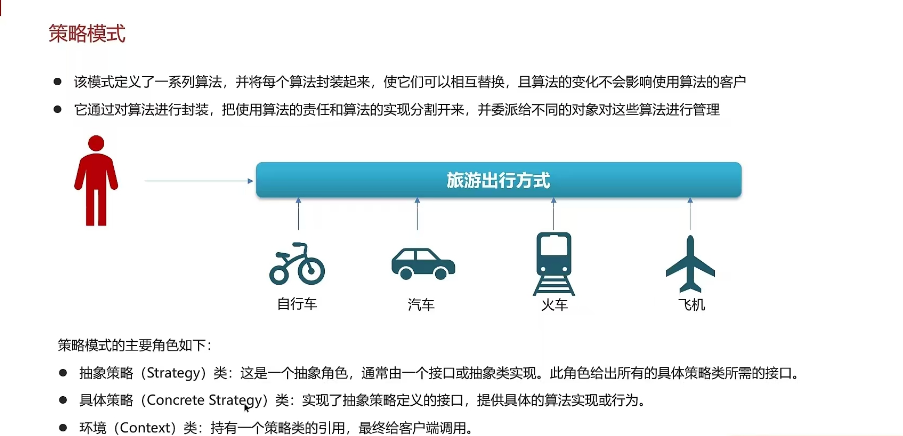 策略模式
● 该模式定义了一系列算法，并将每个算法封装起来，使它们可以相互替换，且算法的变化不会影响使用算法的客户
● 它通过对算法进行封装，把使用算法的责任和算法的实现分割开来，并委派给不同的对象对这些算法进行管理
旅游出行方式
自行车 汽车 火车 飞机
策略模式的主要角色如下：
● 抽象策略（Strategy）类：这是一个抽象角色，通常由一个接口或抽象类实现。此角色给出所有的具体策略类所需的接口。
● 具体策略（Concrete Strategy）类：实现了抽象策略定义的接口，提供具体的算法实现或行为。
● 环境（Context）类：持有一个策略类的引用，最终给客户端调用。